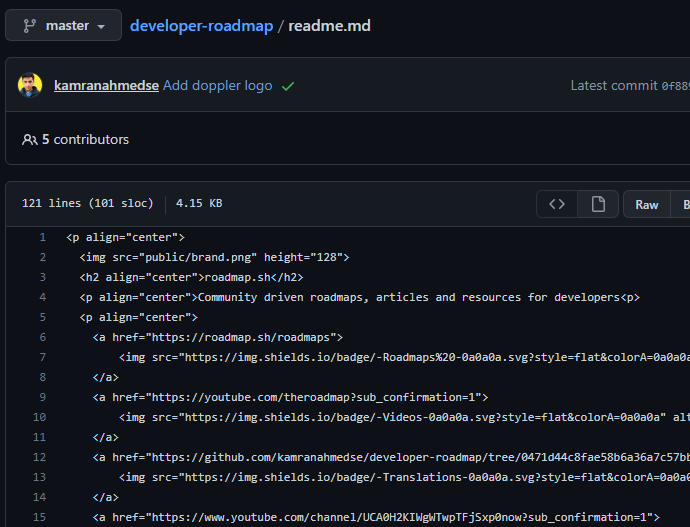 master developer-roadmap / readme.md
kamranahmedse Add doppler logo Latest commit 0f889
5 contributors
121 lines (101 sloc) 4.15 KB <> Raw B
1 <p align="center">
2 <img src="public/brand.png" height="128">
3 <h2 align="center">roadmap.sh</h2>
4 <p align="center">Community driven roadmaps, articles and resources for developers<p>
5 <p align="center">
6 <a href="https://roadmap.sh/roadmaps">
7 <img src="https://img.shields.io/badge/-Roadmaps%20-0a0a0a.svg?style=flat&colorA=0a0a0a
8 </a>
9 <a href="https://youtube.com/theroadmap?sub_confirmation=1">
10 <img src="https://img.shields.io/badge/-Videos-0a0a0a.svg?style=flat&colorA=0a0a0a" alt
11 </a>
12 <a href="https://github.com/kamranahmedse/developer-roadmap/tree/0471d44c8fae58b6a36a7c57bb
13 <img src="https://img.shields.io/badge/-Translations-0a0a0a.svg?style=flat&colorA=0a0a
14 </a>
15 <a href="https://www.youtube.com/channel/UCA0H2KIWgWTwpTFjSxp0now?sub_confirmation=1">